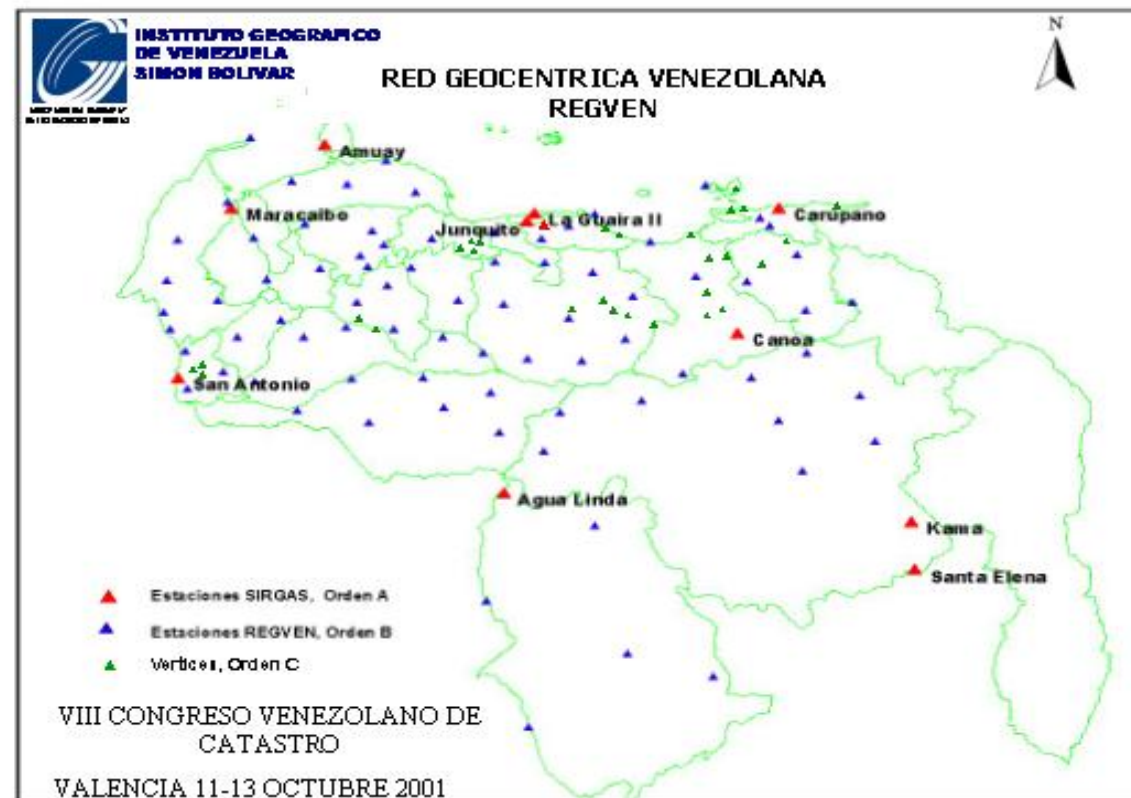 INSTITUTO GEOGRAFICO
DE VENEZUELA
SIMON BOLIVAR
RED GEOCENTRICA VENEZOLANA
REGVEN
N
Amuay
Maracaibo
La Guaira II
Junquito
Carupano
Canoa
San Antonio
Agua Linda
Kama
Santa Elena
Estaciones SIRGAS, Orden A
Estaciones REGVEN, Orden B
Vertices, Orden C
VIII CONGRESO VENEZOLANO DE
CATASTRO
VALENCIA 11-13 OCTUBRE 2001